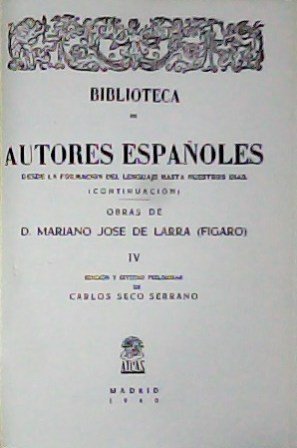 BIBLIOTECA
DE
AUTORES ESPAÑOLES
DESDE LA FORMACION DEL LENGUAJE HASTA NUESTROS DIAS
(CONTINUACION)
OBRAS DE
D. MARIANO JOSE DE LARRA (FIGARO)
IV
EDICION Y ESTUDIO PRELIMINAR
DE
CARLOS SECO SERRANO
ATLAS
MADRID
1960